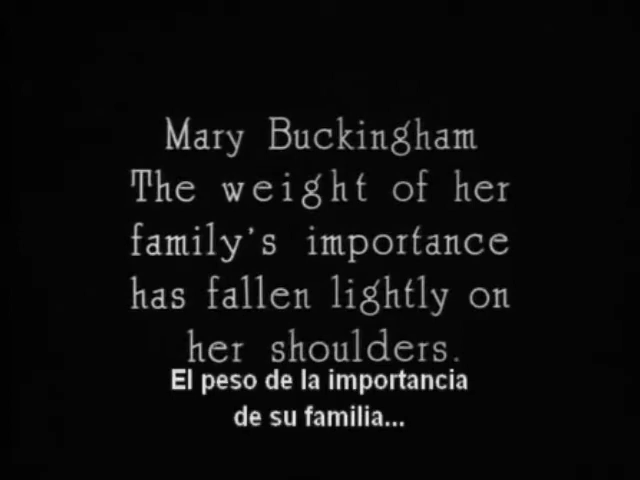 Mary Buckingham
The weight of her
family's importance
has fallen lightly on
her shoulders.
El peso de la importancia
de su familia...